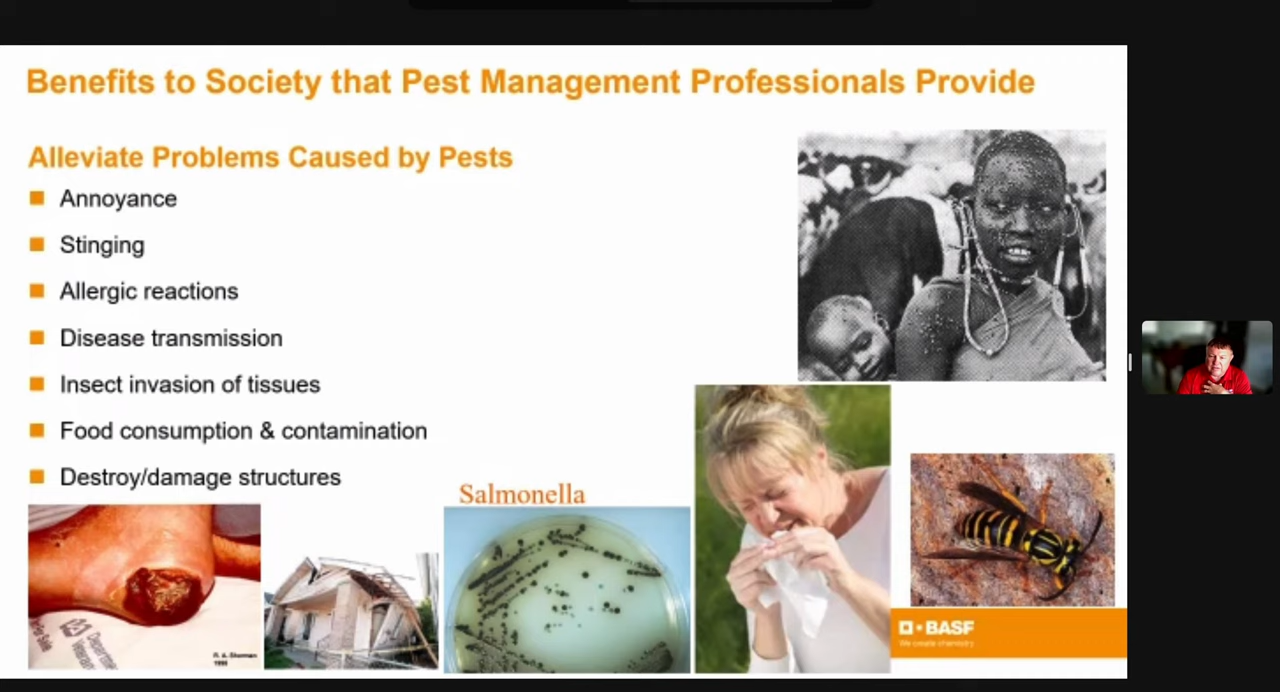 Benefits to Society that Pest Management Professionals Provide
Alleviate Problems Caused by Pests
Annoyance
Stinging
Allergic reactions
Disease transmission
Insect invasion of tissues
Food consumption & contamination
Destroy/damage structures
Salmonella
R. A. Sherman
BASF
We create chemistry